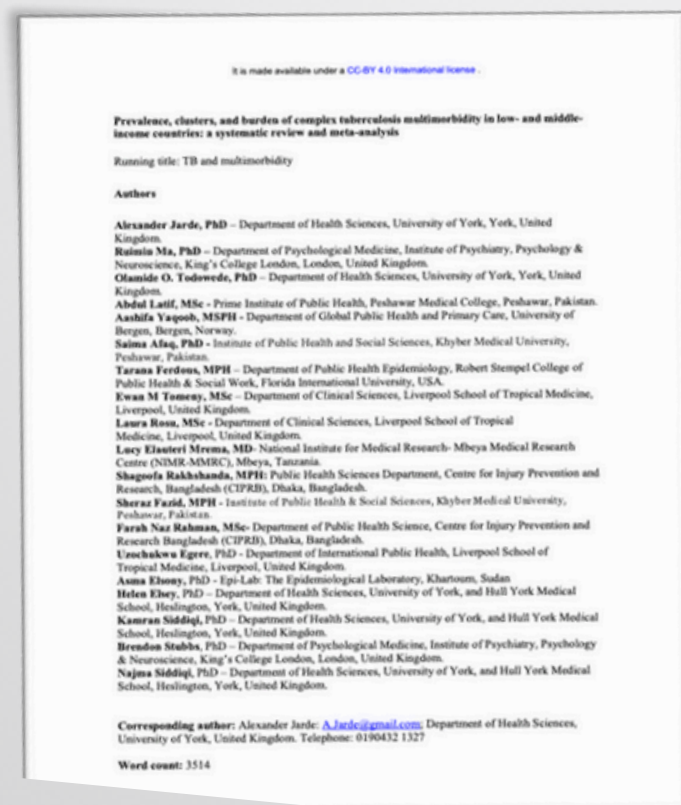 It is made available under a CC-BY 4.0 International license .
Prevalence, clusters, and burden of complex tuberculosis multimorbidity in low- and middle-
income countries: a systematic review and meta-analysis
Running title: TB and multimorbidity
Authors
Alexander Jarde, PhD – Department of Health Sciences, University of York, York, United
Kingdom.
Ruimin Ma, PhD – Department of Psychological Medicine, Institute of Psychiatry, Psychology &
Neuroscience, King's College London, London, United Kingdom.
Olamide O. Todowede, PhD – Department of Health Sciences, University of York, York, United
Kingdom.
Abdul Latif, MSc - Prime Institute of Public Health, Peshawar Medical College, Peshawar, Pakistan.
Aashifa Yaqoob, MSPH - Department of Global Public Health and Primary Care, University of
Bergen, Bergen, Norway.
Saima Afaq, PhD - Institute of Public Health and Social Sciences, Khyber Medical University,
Peshawar, Pakistan.
Tarana Ferdous, MPH – Department of Public Health Epidemiology, Robert Stempel College of
Public Health & Social Work, Florida International University, USA.
Ewan M Tomeny, MSc – Department of Clinical Sciences, Liverpool School of Tropical Medicine,
Liverpool, United Kingdom.
Laura Rosu, MSc - Department of Clinical Sciences, Liverpool School of Tropical
Medicine, Liverpool, United Kingdom.
Lucy Elauteri Mrema, MD- National Institute for Medical Research- Mbeya Medical Research
Centre (NIMR-MMRC), Mbeya, Tanzania.
Shagoofa Rakhshanda, MPH: Public Health Sciences Department, Centre for Injury Prevention and
Research, Bangladesh (CIPRB), Dhaka, Bangladesh.
Sheraz Fazid, MPH - Institute of Public Health & Social Sciences, Khyber Medical University,
Peshawar, Pakistan.
Farah Naz Rahman, MSc- Department of Public Health Science, Centre for Injury Prevention and
Research Bangladesh (CIPRB), Dhaka, Bangladesh.
Uzochukwu Egere, PhD - Department of International Public Health, Liverpool School of
Tropical Medicine, Liverpool, United Kingdom.
Asma Elsony, PhD - Epi-Lab: The Epidemiological Laboratory, Khartoum, Sudan
Helen Elsey, PhD – Department of Health Sciences, University of York, and Hull York Medical
School, Heslington, York, United Kingdom.
Kamran Siddiqi, PhD – Department of Health Sciences, University of York, and Hull York Medical
School, Heslington, York, United Kingdom.
Brendon Stubbs, PhD – Department of Psychological Medicine, Institute of Psychiatry, Psychology
& Neuroscience, King's College London, London, United Kingdom.
Najma Siddiqi, PhD – Department of Health Sciences, University of York, and Hull York Medical
School, Heslington, York, United Kingdom.
Corresponding author: Alexander Jarde: A.Jarde@gmail.com; Department of Health Sciences,
University of York, United Kingdom. Telephone: 0190432 1327
Word count: 3514